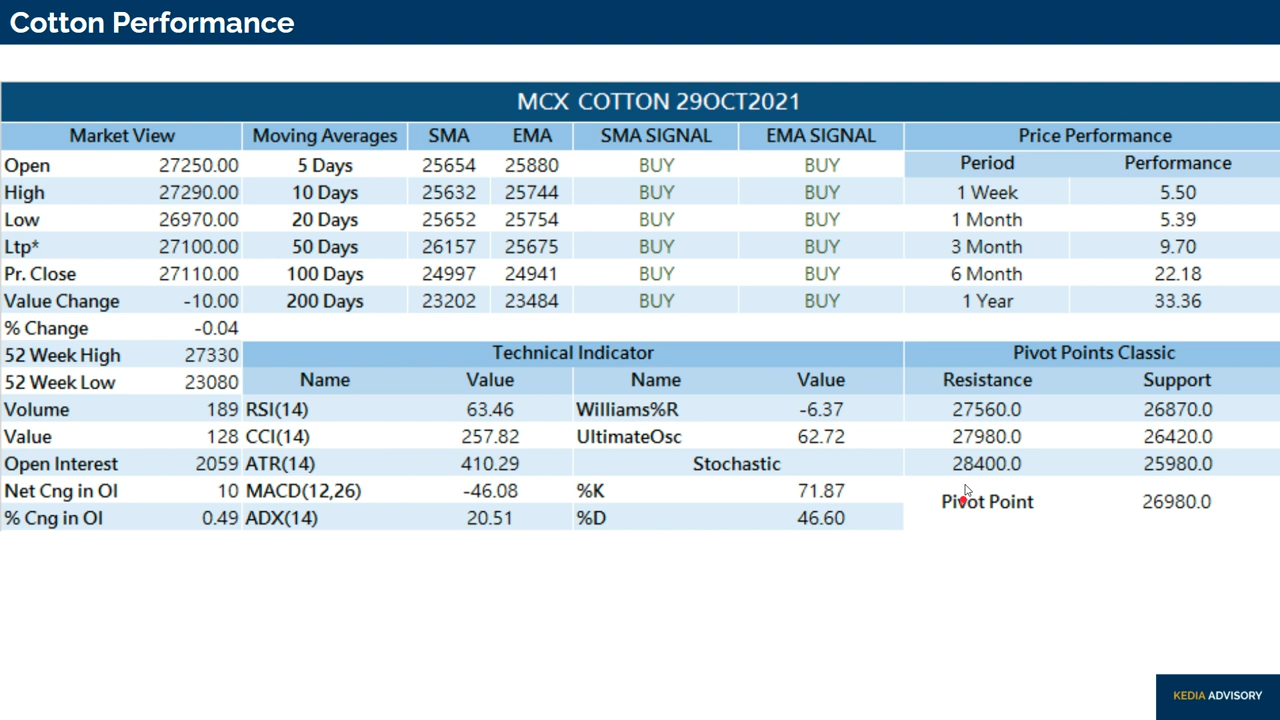 Cotton Performance
MCX COTTON 29OCT2021
Market View Moving Averages SMA EMA SMA SIGNAL EMA SIGNAL Price Performance
Open 27250.00 5 Days 25654 25880 BUY BUY Period Performance
High 27290.00 10 Days 25632 25744 BUY BUY 1 Week 5.50
Low 26970.00 20 Days 25652 25754 BUY BUY 1 Month 5.39
Ltp* 27100.00 50 Days 26157 25675 BUY BUY 3 Month 9.70
Pr. Close 27110.00 100 Days 24997 24941 BUY BUY 6 Month 22.18
Value Change -10.00 200 Days 23202 23484 BUY BUY 1 Year 33.36
% Change -0.04
52 Week High 27330 Technical Indicator Pivot Points Classic
52 Week Low 23080 Name Value Name Value Resistance Support
Volume 189 RSI(14) 63.46 Williams%R -6.37 27560.0 26870.0
Value 128 CCI(14) 257.82 UltimateOsc 62.72 27980.0 26420.0
Open Interest 2059 ATR(14) 410.29 Stochastic 28400.0 25980.0
Net Cng in OI 10 MACD(12,26) -46.08 %K 71.87 Pivot Point 26980.0
% Cng in OI 0.49 ADX(14) 20.51 %D 46.60
KEDIA ADVISORY